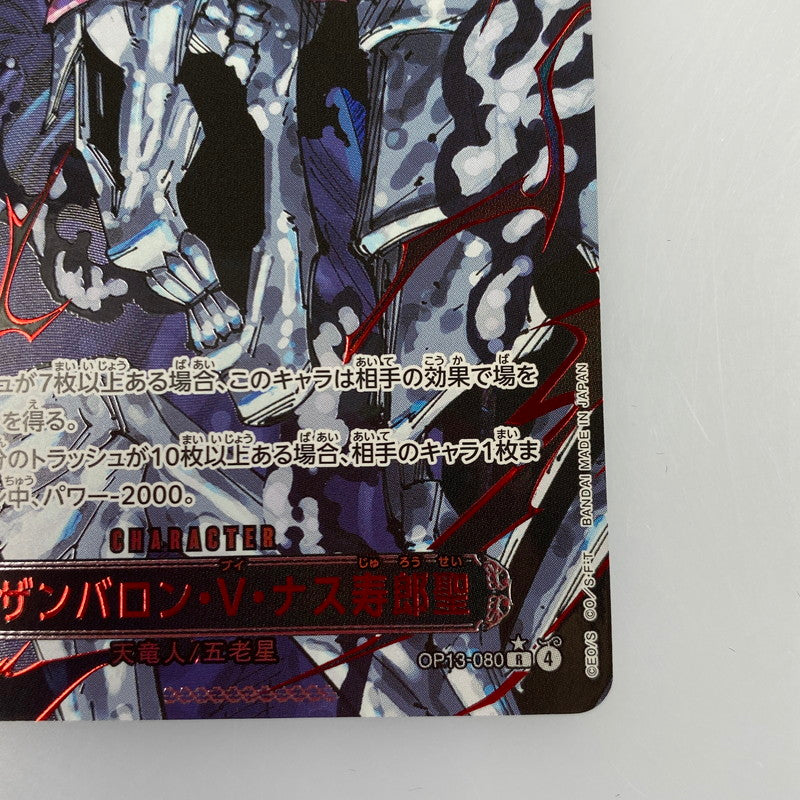 ュが7枚以上ある場合、このキャラは相手の効果で場を
を得る。
のトラッシュが10枚以上ある場合、相手のキャラ1枚ま
ン中、パワー-2000。
CHARACTER
ザンバロン・V・ナス寿郎聖
天竜人/五老星
OP13-080 R 4
©EO/S ©O/S・F・T BANDAI MADE IN JAPAN